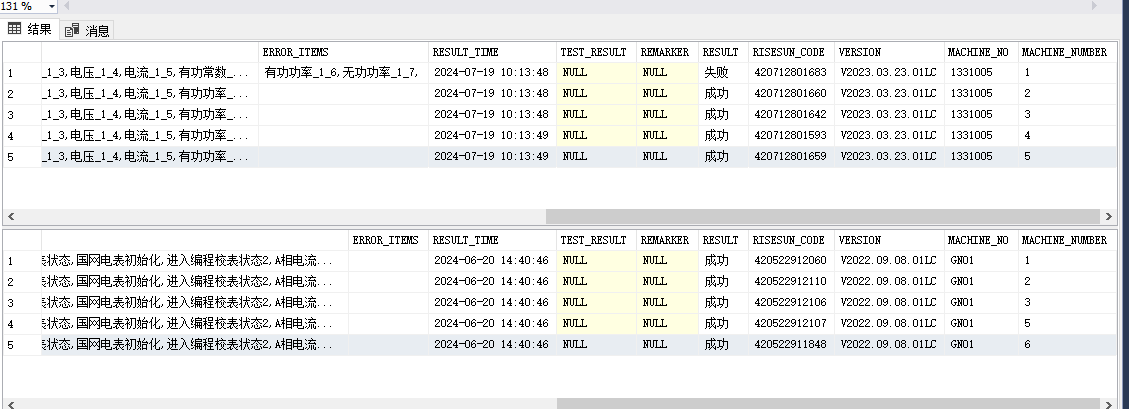 131 %
结果 消息
ERROR_ITEMS RESULT_TIME TEST_RESULT REMARKER RESULT RISESUN_CODE VERSION MACHINE_NO MACHINE_NUMBER
1 _1_3,电压_1_4,电流_1_5,有功常数_... 有功功率_1_6,无功功率_1_7, 2024-07-19 10:13:48 NULL NULL 失败 420712801683 V2023.03.23.01LC 1331005 1
2 _1_3,电压_1_4,电流_1_5,有功功率_... 2024-07-19 10:13:48 NULL NULL 成功 420712801660 V2023.03.23.01LC 1331005 2
3 _1_3,电压_1_4,电流_1_5,有功功率_... 2024-07-19 10:13:48 NULL NULL 成功 420712801642 V2023.03.23.01LC 1331005 3
4 _1_3,电压_1_4,电流_1_5,有功功率_... 2024-07-19 10:13:49 NULL NULL 成功 420712801593 V2023.03.23.01LC 1331005 4
5 _1_3,电压_1_4,电流_1_5,有功功率_... 2024-07-19 10:13:49 NULL NULL 成功 420712801659 V2023.03.23.01LC 1331005 5
ERROR_ITEMS RESULT_TIME TEST_RESULT REMARKER RESULT RISESUN_CODE VERSION MACHINE_NO MACHINE_NUMBER
1 状态,国网电表初始化,进入编程校表状态2,A相电流... 2024-06-20 14:40:46 NULL NULL 成功 420522912060 V2022.09.08.01LC GN01 1
2 状态,国网电表初始化,进入编程校表状态2,A相电流... 2024-06-20 14:40:46 NULL NULL 成功 420522912110 V2022.09.08.01LC GN01 2
3 状态,国网电表初始化,进入编程校表状态2,A相电流... 2024-06-20 14:40:46 NULL NULL 成功 420522912106 V2022.09.08.01LC GN01 3
4 状态,国网电表初始化,进入编程校表状态2,A相电流... 2024-06-20 14:40:46 NULL NULL 成功 420522912107 V2022.09.08.01LC GN01 5
5 状态,国网电表初始化,进入编程校表状态2,A相电流... 2024-06-20 14:40:46 NULL NULL 成功 420522911848 V2022.09.08.01LC GN01 6